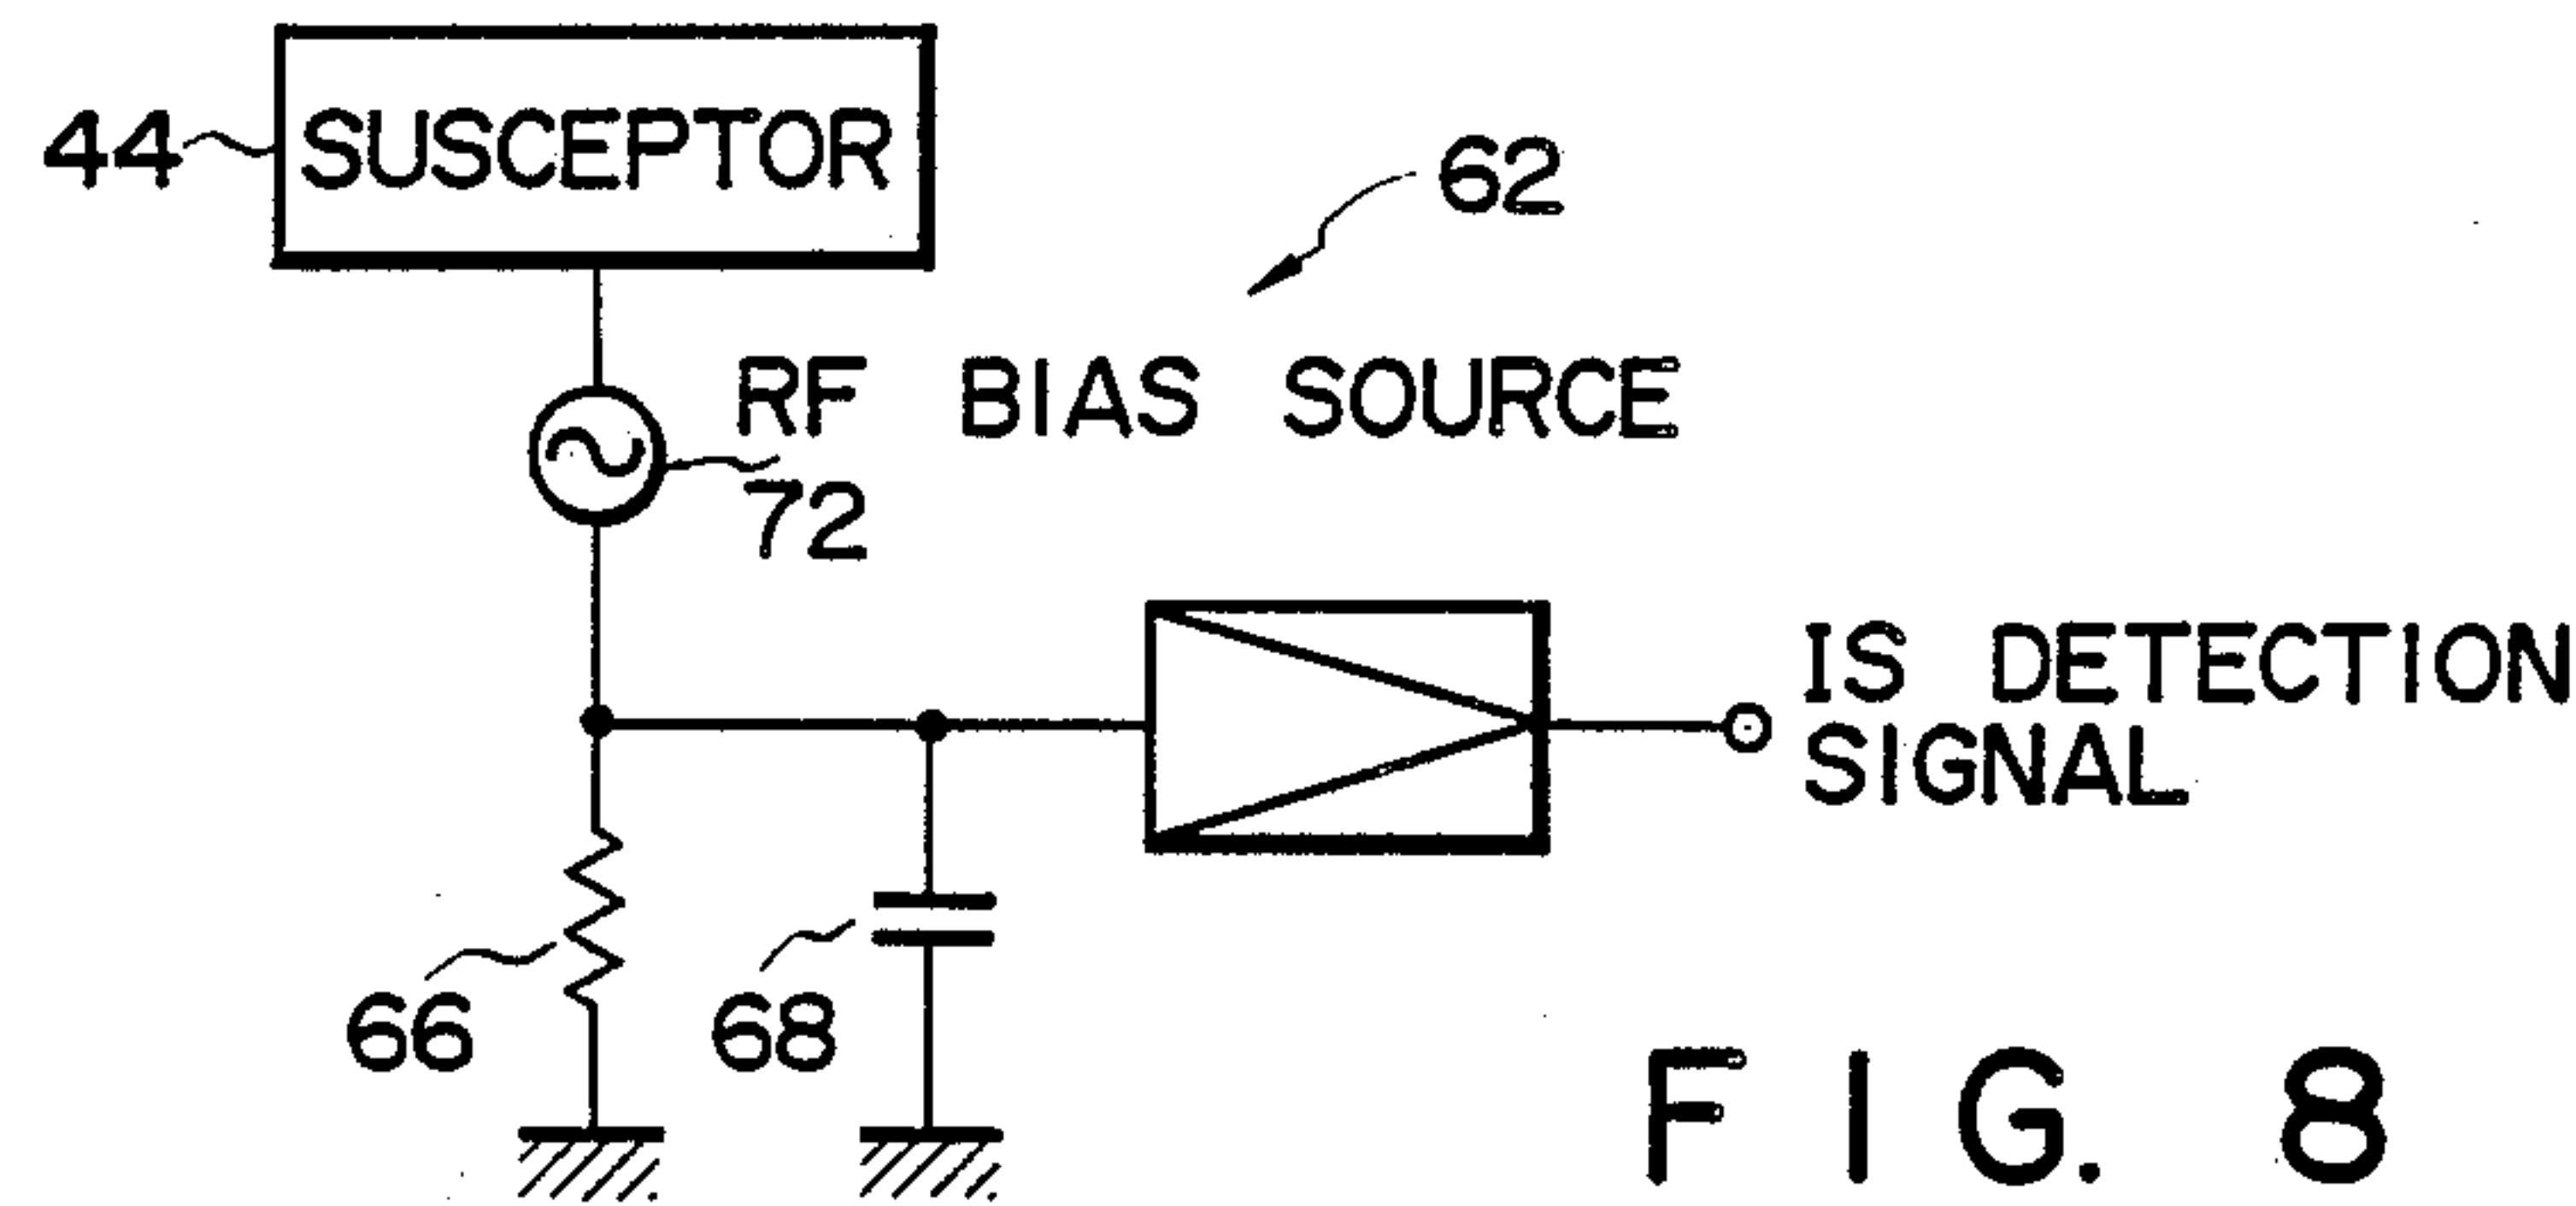 44 SUSCEPTOR
62
RF BIAS SOURCE
72
IS DETECTION
SIGNAL
66
68
FIG. 8